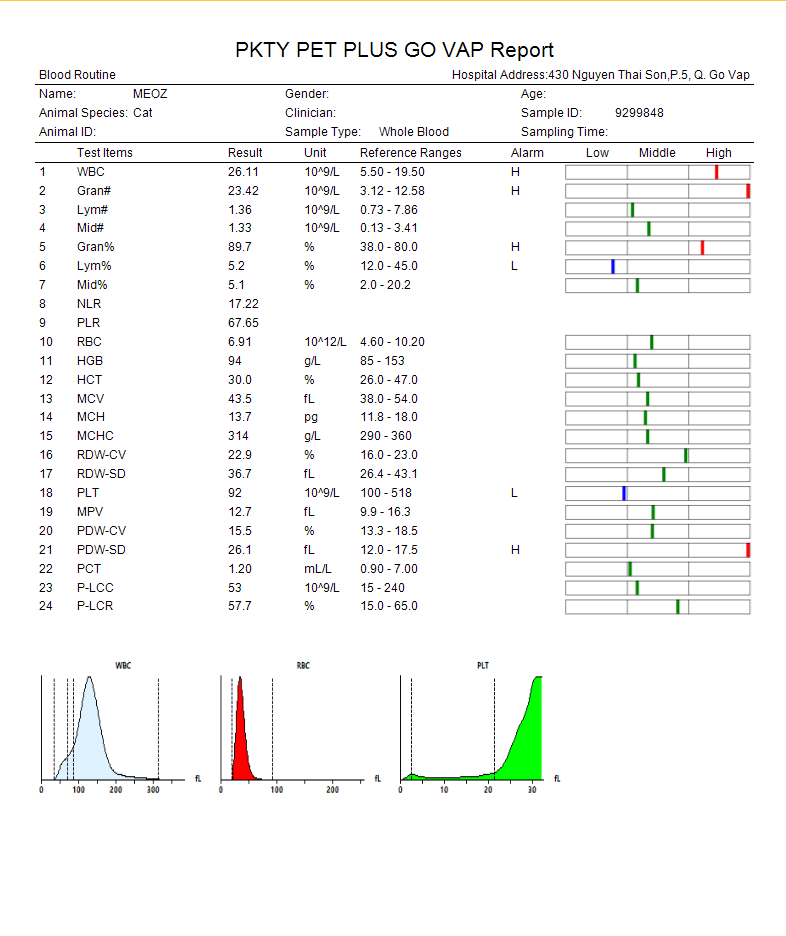 PKTY PET PLUS GO VAP Report
Blood Routine Hospital Address:430 Nguyen Thai Son,P.5, Q. Go Vap
Name: MEOZ Gender: Age:
Animal Species: Cat Clinician: Sample ID: 9299848
Animal ID: Sample Type: Whole Blood Sampling Time:
Test Items Result Unit Reference Ranges Alarm Low Middle High
1 WBC 26.11 10^9/L 5.50 - 19.50 H
2 Gran# 23.42 10^9/L 3.12 - 12.58 H
3 Lym# 1.36 10^9/L 0.73 - 7.86
4 Mid# 1.33 10^9/L 0.13 - 3.41
5 Gran% 89.7 % 38.0 - 80.0 H
6 Lym% 5.2 % 12.0 - 45.0 L
7 Mid% 5.1 % 2.0 - 20.2
8 NLR 17.22
9 PLR 67.65
10 RBC 6.91 10^12/L 4.60 - 10.20
11 HGB 94 g/L 85 - 153
12 HCT 30.0 % 26.0 - 47.0
13 MCV 43.5 fL 38.0 - 54.0
14 MCH 13.7 pg 11.8 - 18.0
15 MCHC 314 g/L 290 - 360
16 RDW-CV 22.9 % 16.0 - 23.0
17 RDW-SD 36.7 fL 26.4 - 43.1
18 PLT 92 10^9/L 100 - 518 L
19 MPV 12.7 fL 9.9 - 16.3
20 PDW-CV 15.5 % 13.3 - 18.5
21 PDW-SD 26.1 fL 12.0 - 17.5 H
22 PCT 1.20 mL/L 0.90 - 7.00
23 P-LCC 53 10^9/L 15 - 240
24 P-LCR 57.7 % 15.0 - 65.0
WBC RBC PLT
fL fL fL
0 100 200 300 0 100 200 0 10 20 30